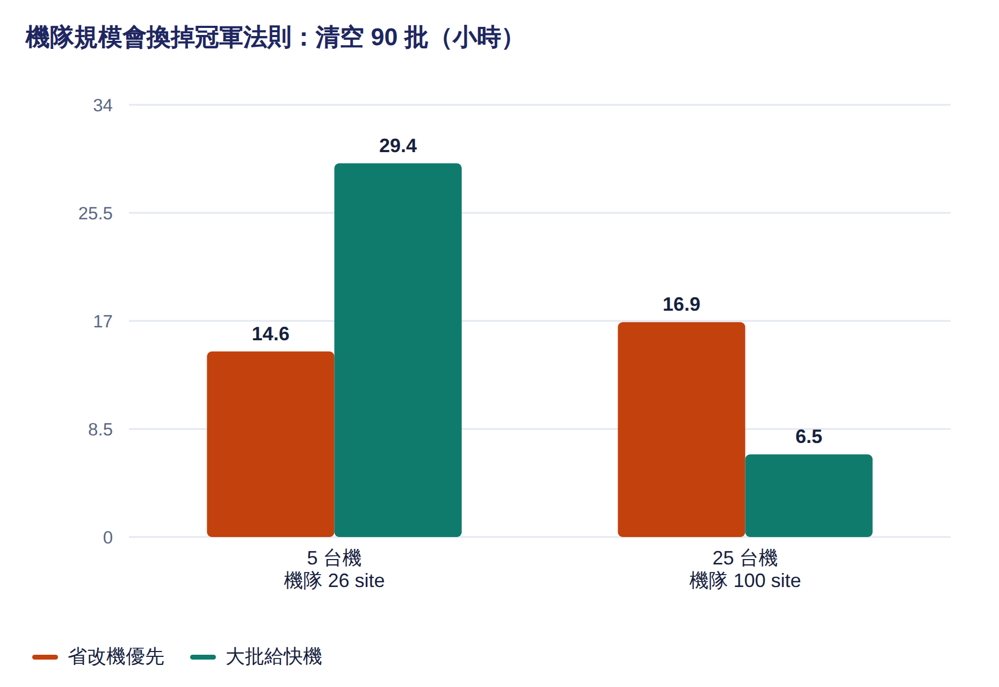 機隊規模會換掉冠軍法則：清空 90 批（小時）
34
25.5
17
8.5
0
14.6
29.4
16.9
6.5
5 台機
機隊 26 site
25 台機
機隊 100 site
省改機優先
大批給快機